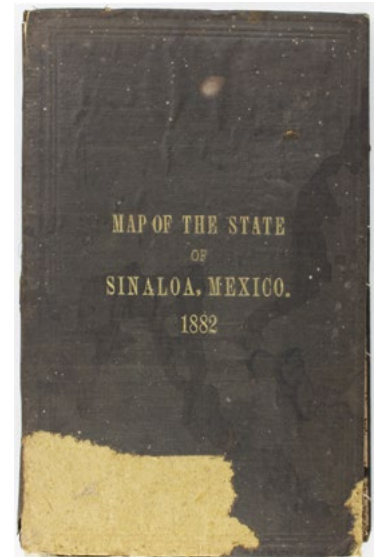 MAP OF THE STATE
OF
SINALOA, MEXICO.
1882